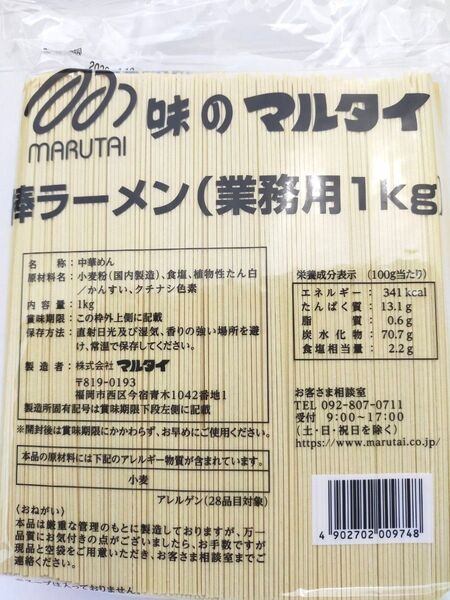 MARUTAI
味のマルタイ
棒ラーメン(業務用1kg)
名　　称：中華めん
原材料名：小麦粉(国内製造)、食塩、植物性たん白
/かんすい、クチナシ色素
内 容 量：1kg
賞味期限：この枠外上側に記載
保存方法：直射日光及び湿気、香りの強い場所を避
け、常温で保存してください。
製 造 者：株式会社 マルタイ
〒819-0193
福岡市西区今宿青木1042番地1
製造所固有記号は賞味期限下段左側に記載
※開封後は賞味期限にかかわらず、お早めにご使用ください。
本品の原材料には下記のアレルギー物質が含まれています。
小麦
アレルゲン(28品目対象)
〈おねがい〉
本品は厳重な管理のもとに製造しておりますが、万一
品質にお気付きの点がございましたら、お手数ですが
現品と空袋をご用意いただき、お客さま相談室までご
連絡ください。
栄養成分表示 (100g当たり)
エネルギー： 341kcal
たんぱく質： 13.1g
脂　　質： 0.6g
炭水化物： 70.7g
食塩相当量： 2.2g
お客さま相談室
TEL 092-807-0711
受付 9:00～17:00
(土・日・祝日を除く)
https://www.marutai.co.jp/
4 902702 009748